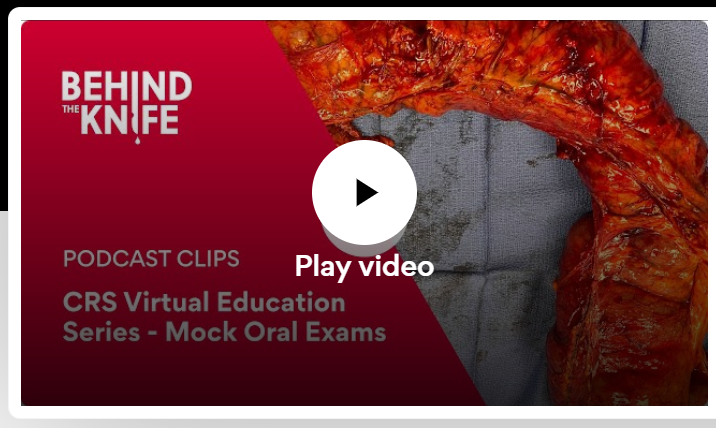 BEHIND
THE
KNIFE
PODCAST CLIPS
Play video
CRS Virtual Education
Series - Mock Oral Exams